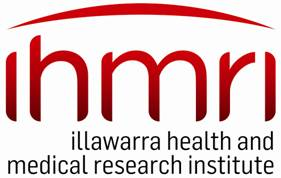 ihmri
illawarra health and
medical research institute